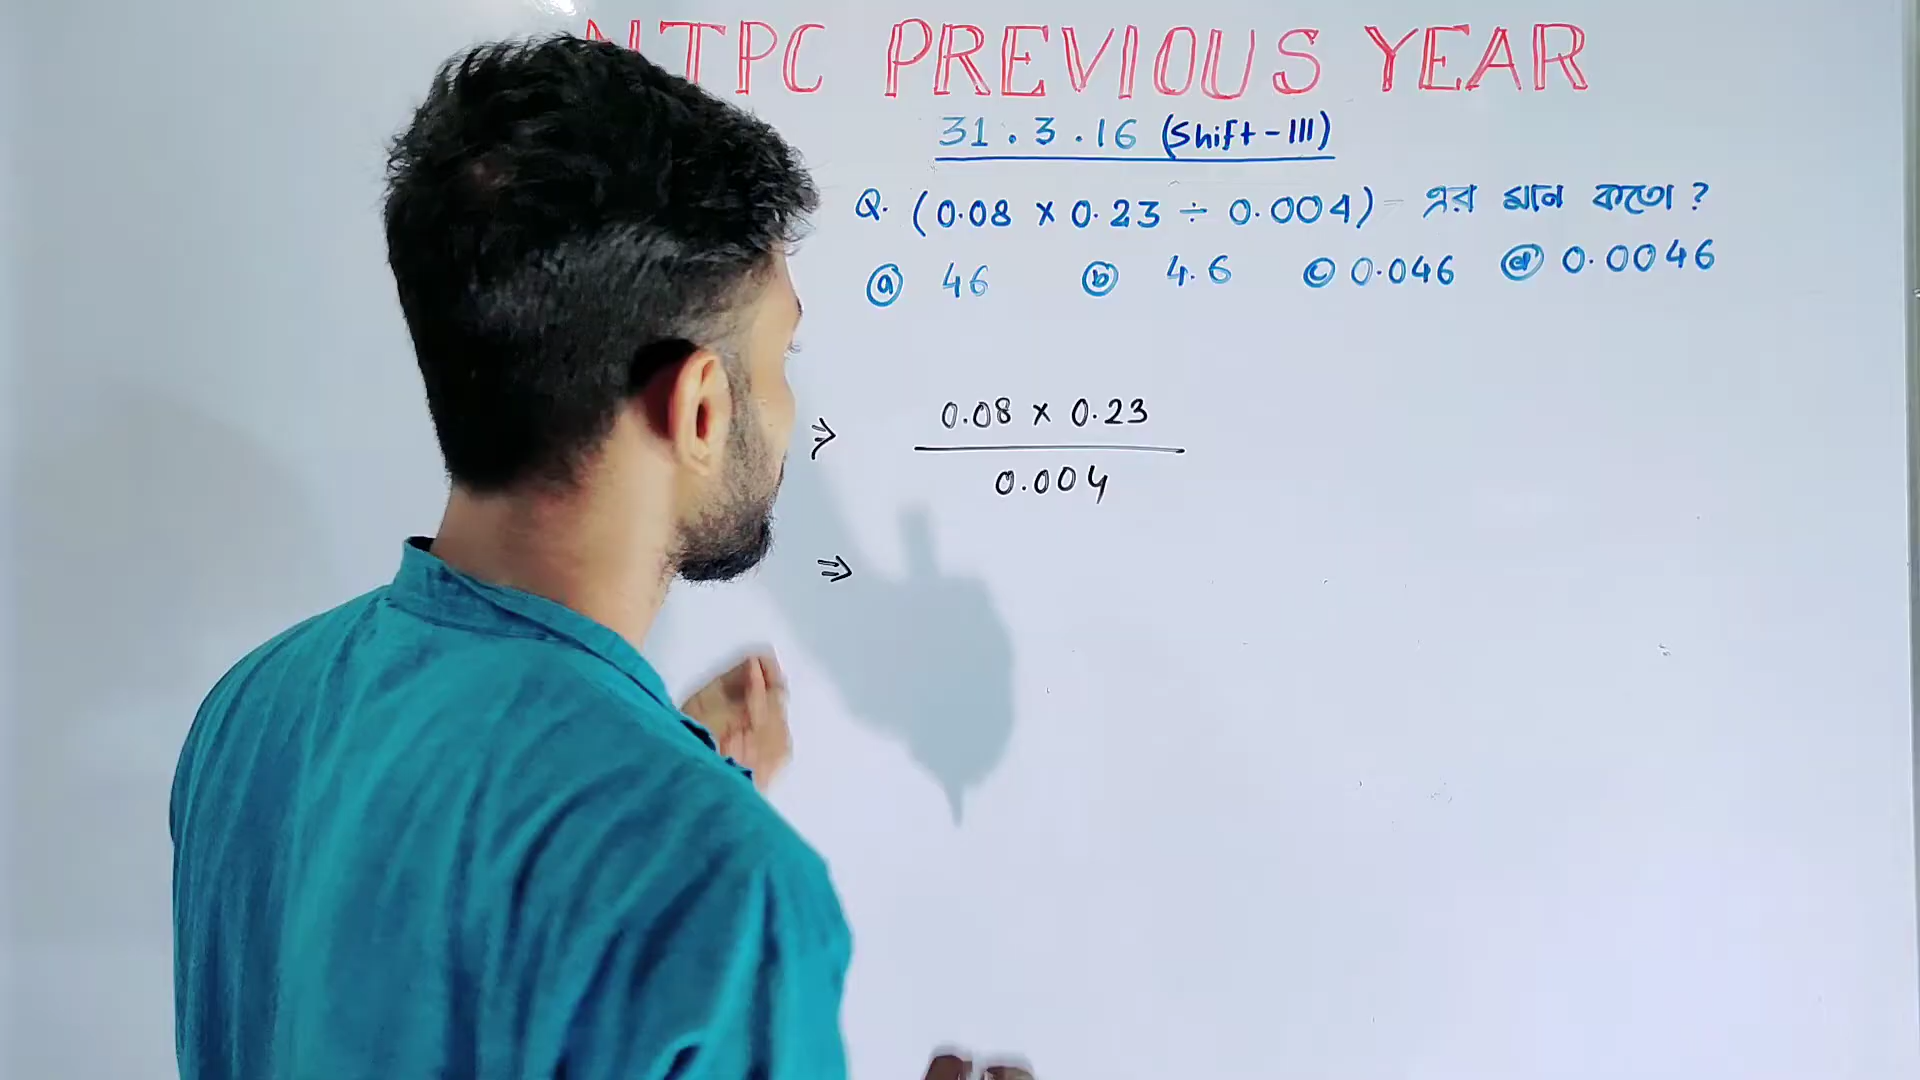 NTPC PREVIOUS YEAR
31.3.16 (Shift-III)
Q. (0.08 x 0.23 ÷ 0.004) - এর মান কতো ?
ⓐ 46 ⓑ 4.6 ⓒ 0.046 ⓓ 0.0046
⇒ 0.08 x 0.23
0.004
⇒